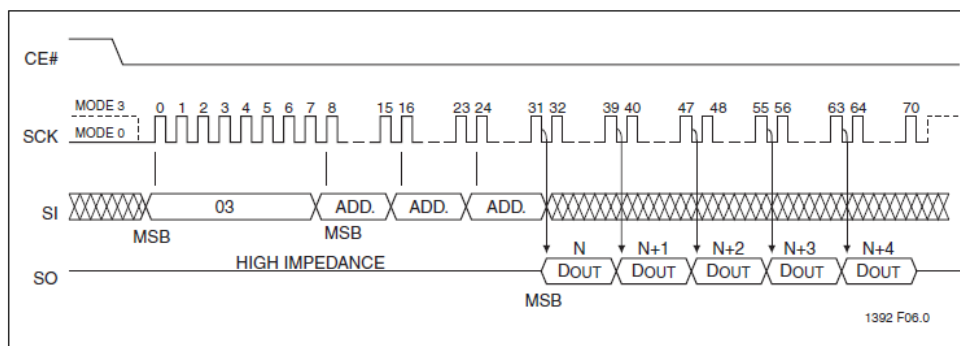 CE#
MODE 3
0 1 2 3 4 5 6 7 8 15 16 23 24 31 32 39 40 47 48 55 56 63 64 70
SCK MODE 0
SI 03 ADD. ADD. ADD.
MSB MSB
N N+1 N+2 N+3 N+4
HIGH IMPEDANCE
SO DOUT DOUT DOUT DOUT DOUT
MSB
1392 F06.0